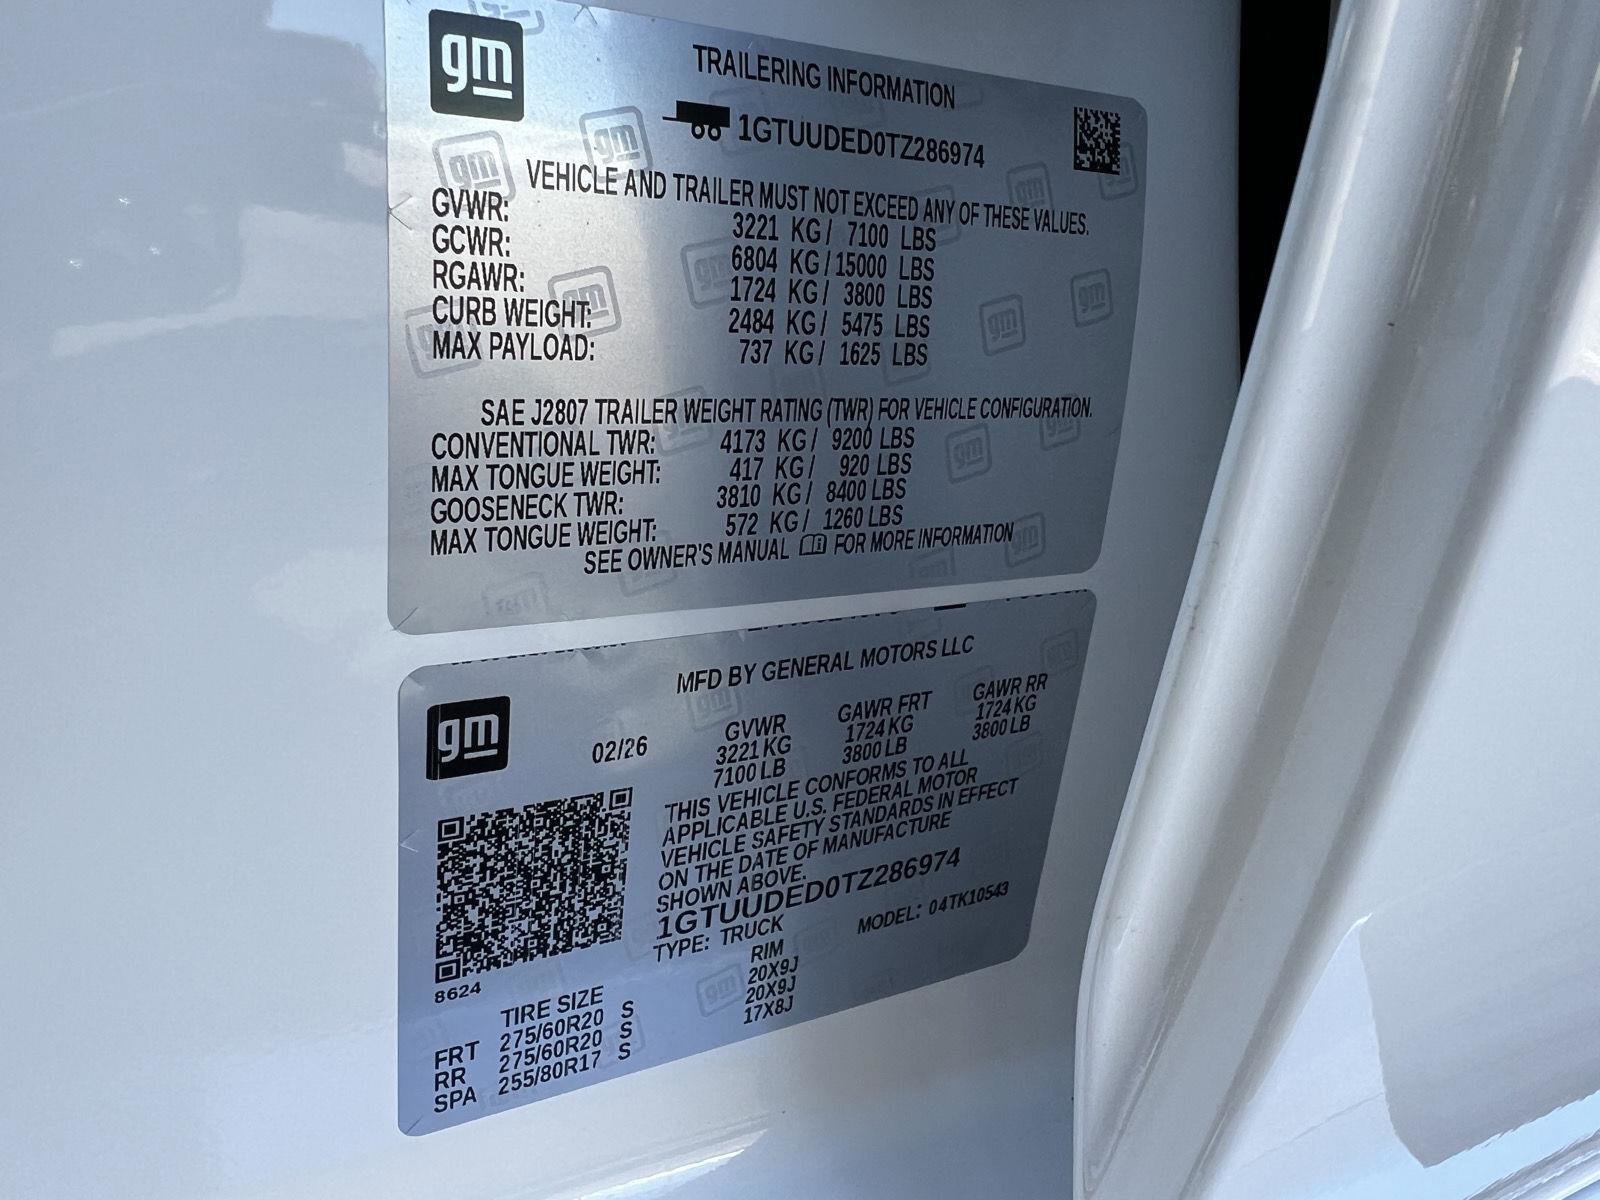 gm
TRAILERING INFORMATION
1GTUUDED0TZ286974
VEHICLE AND TRAILER MUST NOT EXCEED ANY OF THESE VALUES.
GVWR: 3221 KG/ 7100 LBS
GCWR: 6804 KG/ 15000 LBS
RGAWR: 1724 KG/ 3800 LBS
CURB WEIGHT: 2484 KG/ 5475 LBS
MAX PAYLOAD: 737 KG/ 1625 LBS
SAE J2807 TRAILER WEIGHT RATING (TWR) FOR VEHICLE CONFIGURATION.
CONVENTIONAL TWR: 4173 KG/ 9200 LBS
MAX TONGUE WEIGHT: 417 KG/ 920 LBS
GOOSENECK TWR: 3810 KG/ 8400 LBS
MAX TONGUE WEIGHT: 572 KG/ 1260 LBS
SEE OWNER'S MANUAL FOR MORE INFORMATION
MFD BY GENERAL MOTORS LLC
gm
02/26
GVWR GAWR FRT GAWR RR
3221 KG 1724 KG 1724 KG
7100 LB 3800 LB 3800 LB
THIS VEHICLE CONFORMS TO ALL
APPLICABLE U.S. FEDERAL MOTOR
VEHICLE SAFETY STANDARDS IN EFFECT
ON THE DATE OF MANUFACTURE
SHOWN ABOVE.
1GTUUDED0TZ286974
TYPE: TRUCK MODEL: 04TK10543
8624
TIRE SIZE RIM
FRT 275/60R20 S 20X9J
RR 275/60R20 S 20X9J
SPA 255/80R17 S 17X8J